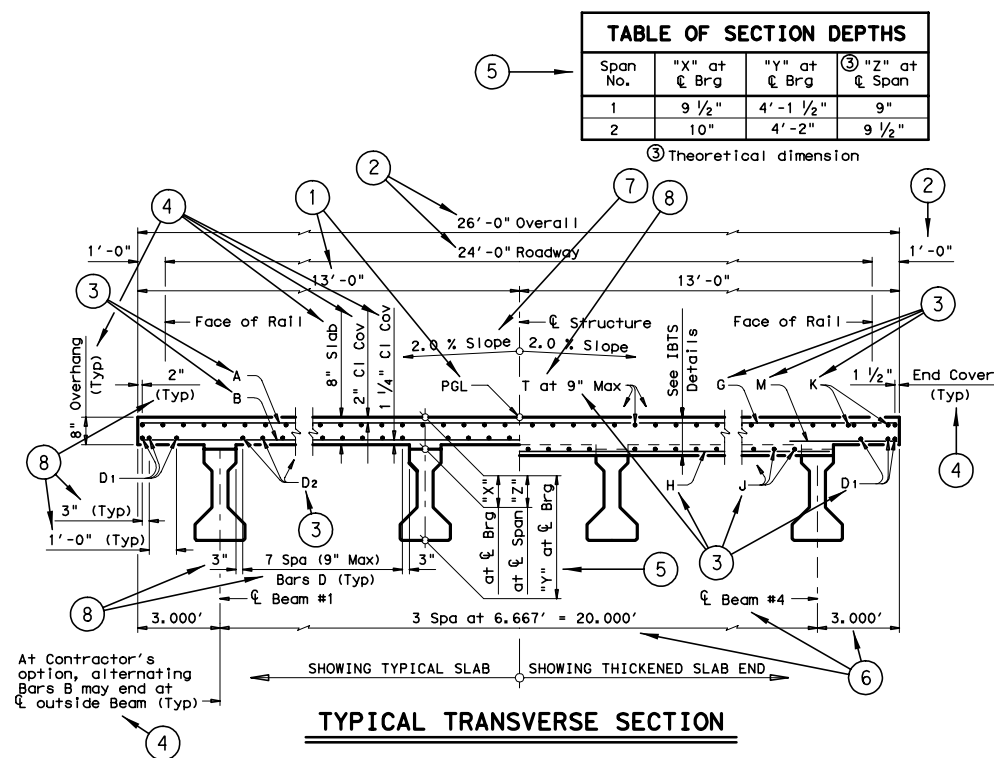 TABLE OF SECTION DEPTHS
Span No.
"X" at ℄ Brg
"Y" at ℄ Brg
③ "Z" at ℄ Span
1 9 ½" 4'-1 ½" 9"
2 10" 4'-2" 9 ½"
③ Theoretical dimension
5
2
7
1
8
2
4
26'-0" Overall
1'-0"
24'-0" Roadway
1'-0"
13'-0"
13'-0"
3
3
Face of Rail
℄ Structure
Face of Rail
2.0 % Slope
2.0 % Slope
8" Overhang (Typ)
2" (Typ)
A
B
8" Slab
2" Cl Cov
1 ¼" Cl Cov
PGL
T at 9" Max
See IBTS Details
G
M
K
1 ½"
End Cover (Typ)
8
4
D1
D2
H
J
D1
3" (Typ)
1'-0" (Typ)
3
3
"X" at ℄ Brg
"Z" at ℄ Span
"Y" at ℄ Brg
5
3"
7 Spa (9" Max)
3"
Bars D (Typ)
8
℄ Beam #1
℄ Beam #4
3.000'
3 Spa at 6.667' = 20.000'
3.000'
6
At Contractor's
option, alternating
Bars B may end at
℄ outside Beam (Typ)
4
SHOWING TYPICAL SLAB
SHOWING THICKENED SLAB END
TYPICAL TRANSVERSE SECTION